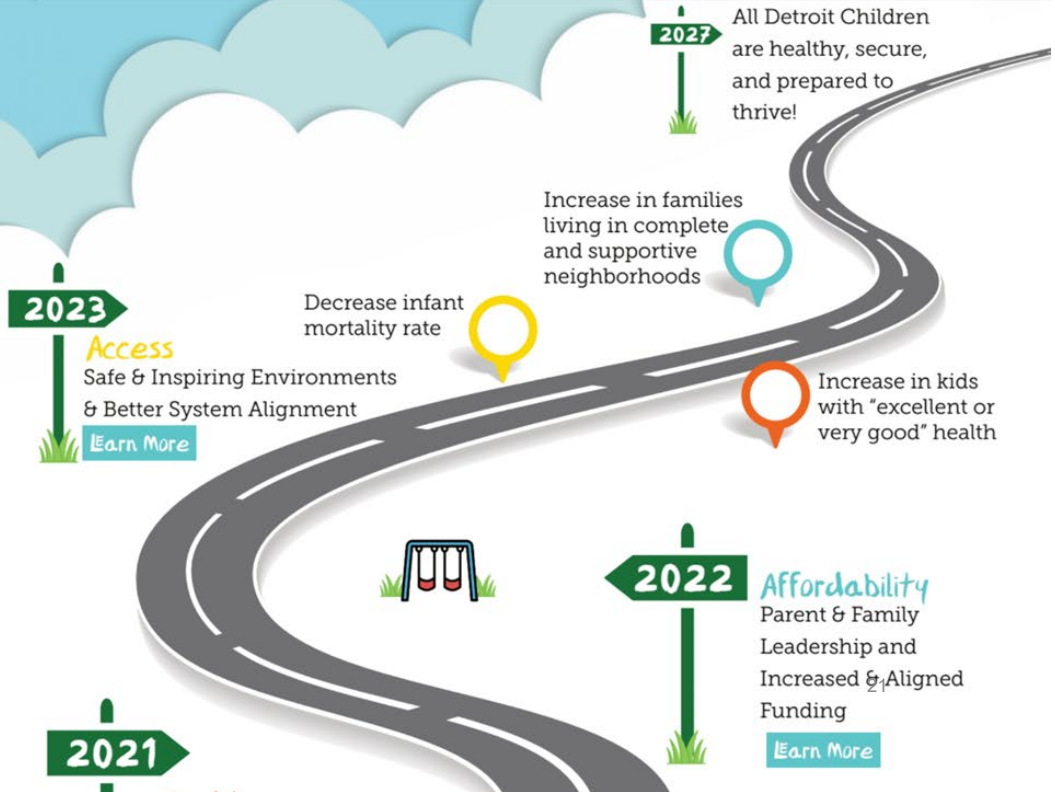 2027
All Detroit Children
are healthy, secure,
and prepared to
thrive!
Increase in families
living in complete
and supportive
neighborhoods
Decrease infant
mortality rate
2023
Access
Safe & Inspiring Environments
& Better System Alignment
Learn More
Increase in kids
with “excellent or
very good” health
2022
Affordability
Parent & Family
Leadership and
Increased & Aligned
21
Funding
Learn More
2021